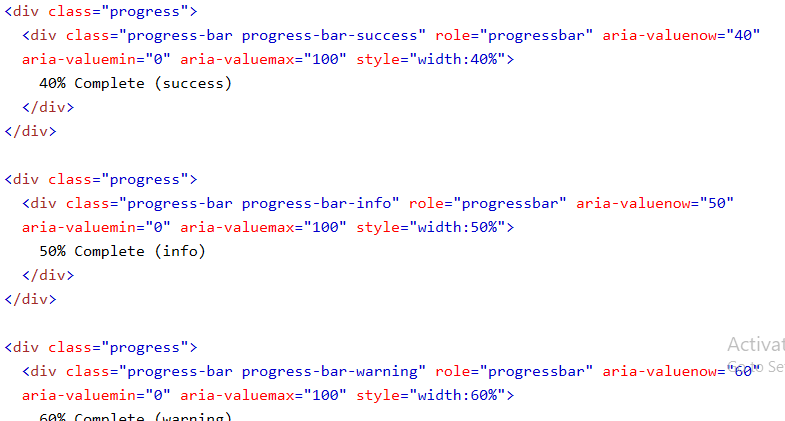 <div class="progress">
  <div class="progress-bar progress-bar-success" role="progressbar" aria-valuenow="40"
  aria-valuemin="0" aria-valuemax="100" style="width:40%">
    40% Complete (success)
  </div>
</div>

<div class="progress">
  <div class="progress-bar progress-bar-info" role="progressbar" aria-valuenow="50"
  aria-valuemin="0" aria-valuemax="100" style="width:50%">
    50% Complete (info)
  </div>
</div>

<div class="progress">
  <div class="progress-bar progress-bar-warning" role="progressbar" aria-valuenow="60"
  aria-valuemin="0" aria-valuemax="100" style="width:60%">
    60% Complete (warning)
Activat
Go to Se